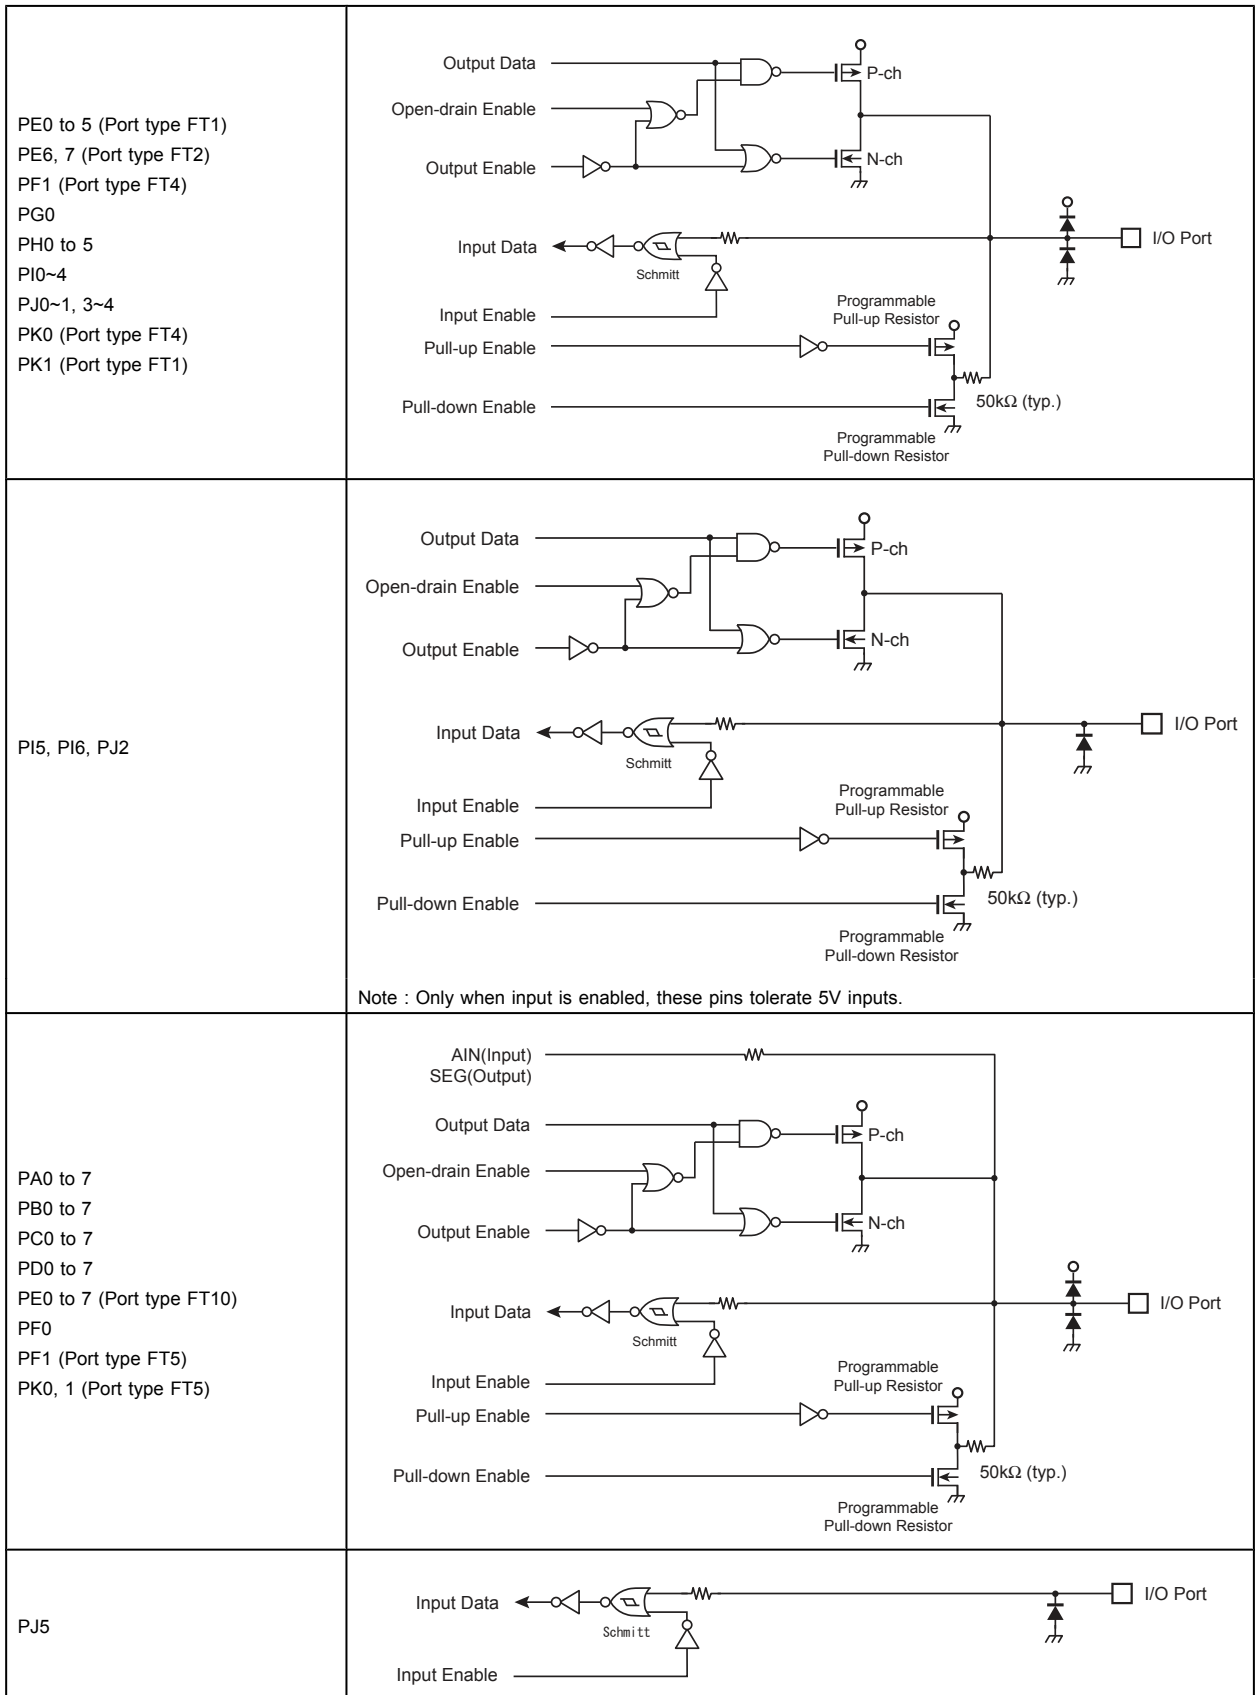 PE0 to 5 (Port type FT1)
PE6, 7 (Port type FT2)
PF1 (Port type FT4)
PG0
PH0 to 5
PI0~4
PJ0~1, 3~4
PK0 (Port type FT4)
PK1 (Port type FT1)
Output Data
P-ch
Open-drain Enable
Output Enable
N-ch
Input Data
Schmitt
I/O Port
Input Enable
Programmable
Pull-up Resistor
Pull-up Enable
50kΩ (typ.)
Pull-down Enable
Programmable
Pull-down Resistor
PI5, PI6, PJ2
Output Data
P-ch
Open-drain Enable
Output Enable
N-ch
Input Data
Schmitt
I/O Port
Input Enable
Programmable
Pull-up Resistor
Pull-up Enable
50kΩ (typ.)
Pull-down Enable
Programmable
Pull-down Resistor
Note : Only when input is enabled, these pins tolerate 5V inputs.
PA0 to 7
PB0 to 7
PC0 to 7
PD0 to 7
PE0 to 7 (Port type FT10)
PF0
PF1 (Port type FT5)
PK0, 1 (Port type FT5)
AIN(Input)
SEG(Output)
Output Data
P-ch
Open-drain Enable
Output Enable
N-ch
Input Data
Schmitt
I/O Port
Input Enable
Programmable
Pull-up Resistor
Pull-up Enable
50kΩ (typ.)
Pull-down Enable
Programmable
Pull-down Resistor
PJ5
Input Data
Schmitt
I/O Port
Input Enable